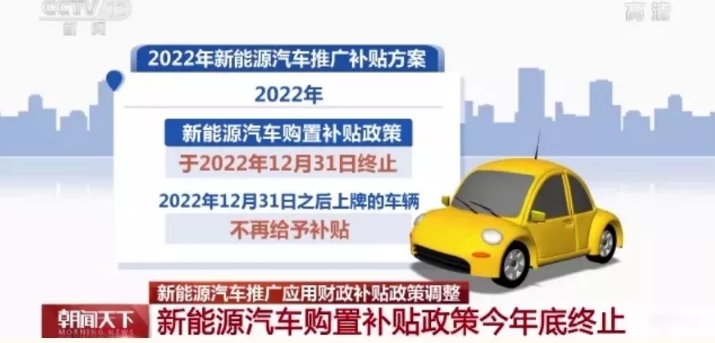 CCTV 13
新闻
高清
2022年新能源汽车推广补贴方案
2022年
新能源汽车购置补贴政策
于2022年12月31日终止
2022年12月31日之后上牌的车辆
不再给予补贴
新能源汽车推广应用财政补贴政策调整
朝闻天下
MORNING NEWS
新能源汽车购置补贴政策今年底终止